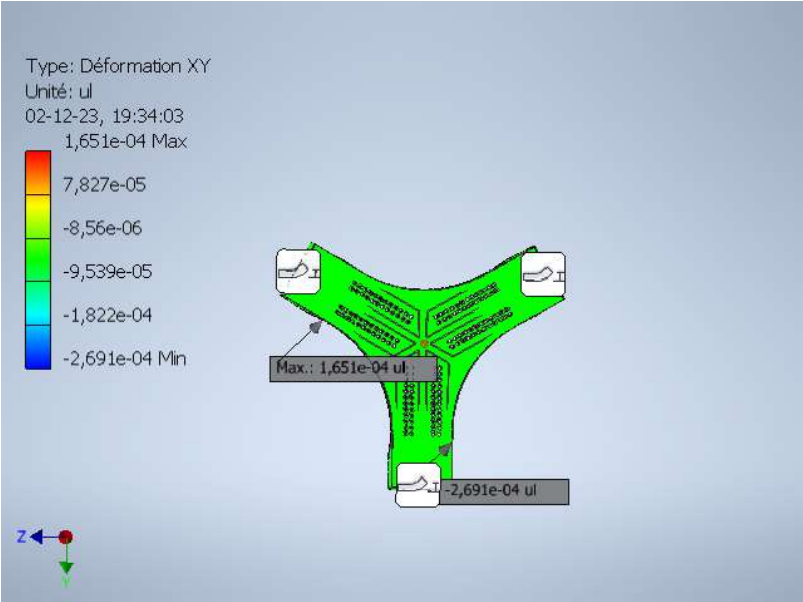 Type: Déformation XY
Unité: ul
02-12-23, 19:34:03
1,651e-04 Max
7,827e-05
-8,56e-06
-9,539e-05
-1,822e-04
-2,691e-04 Min
Max.: 1,651e-04 ul
-2,691e-04 ul
Z
Y